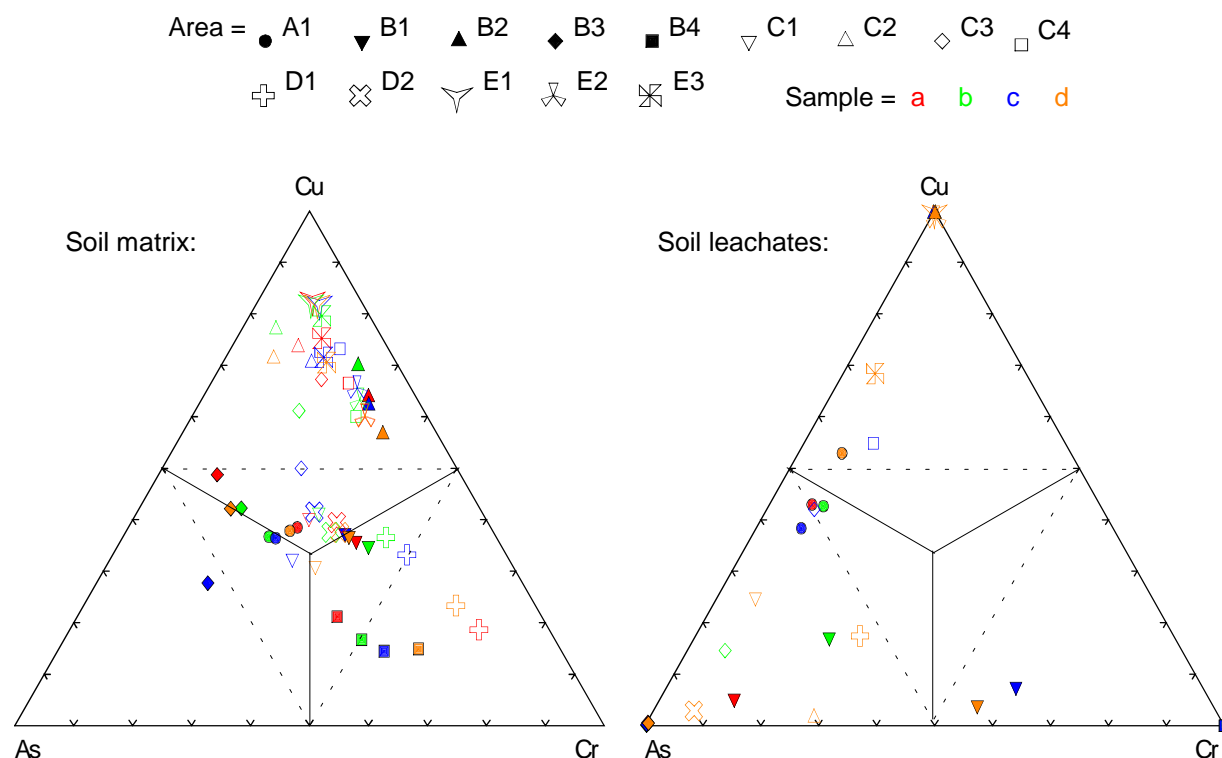 Area = A1 B1 B2 B3 B4 C1 C2 C3 C4
D1 D2 E1 E2 E3 Sample = a b c d
Cu Cu
Soil matrix: Soil leachates:
As Cr As Cr